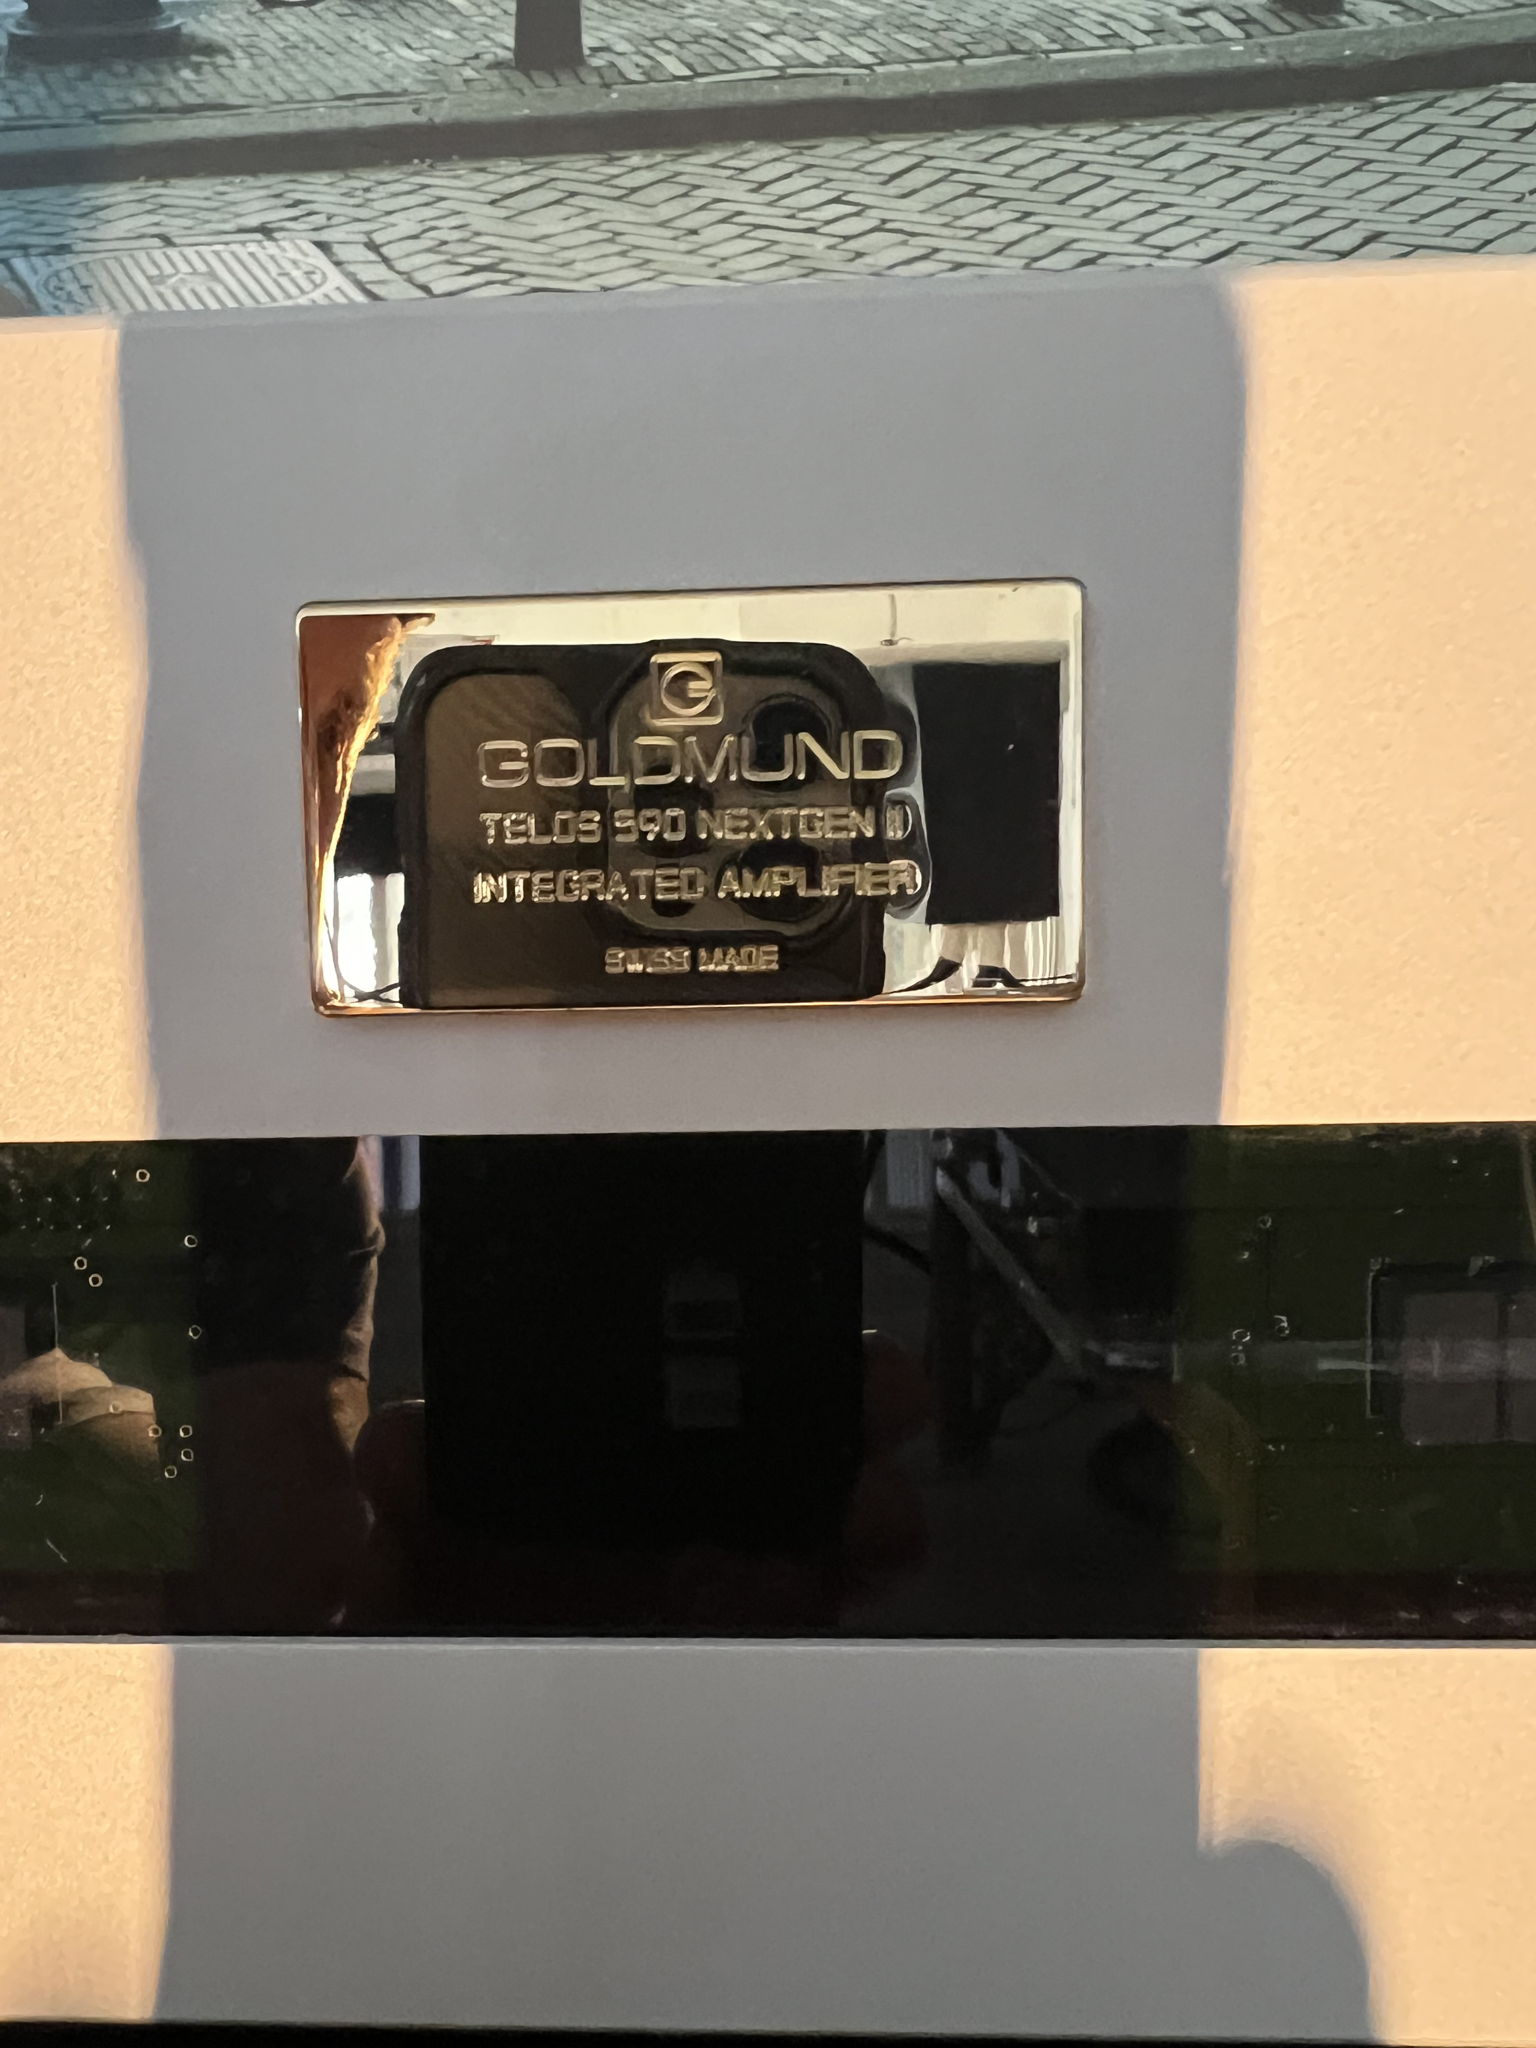 G
GOLDMUND
TELOS 590 NEXTGEN II
INTEGRATED AMPLIFIER
SWISS MADE